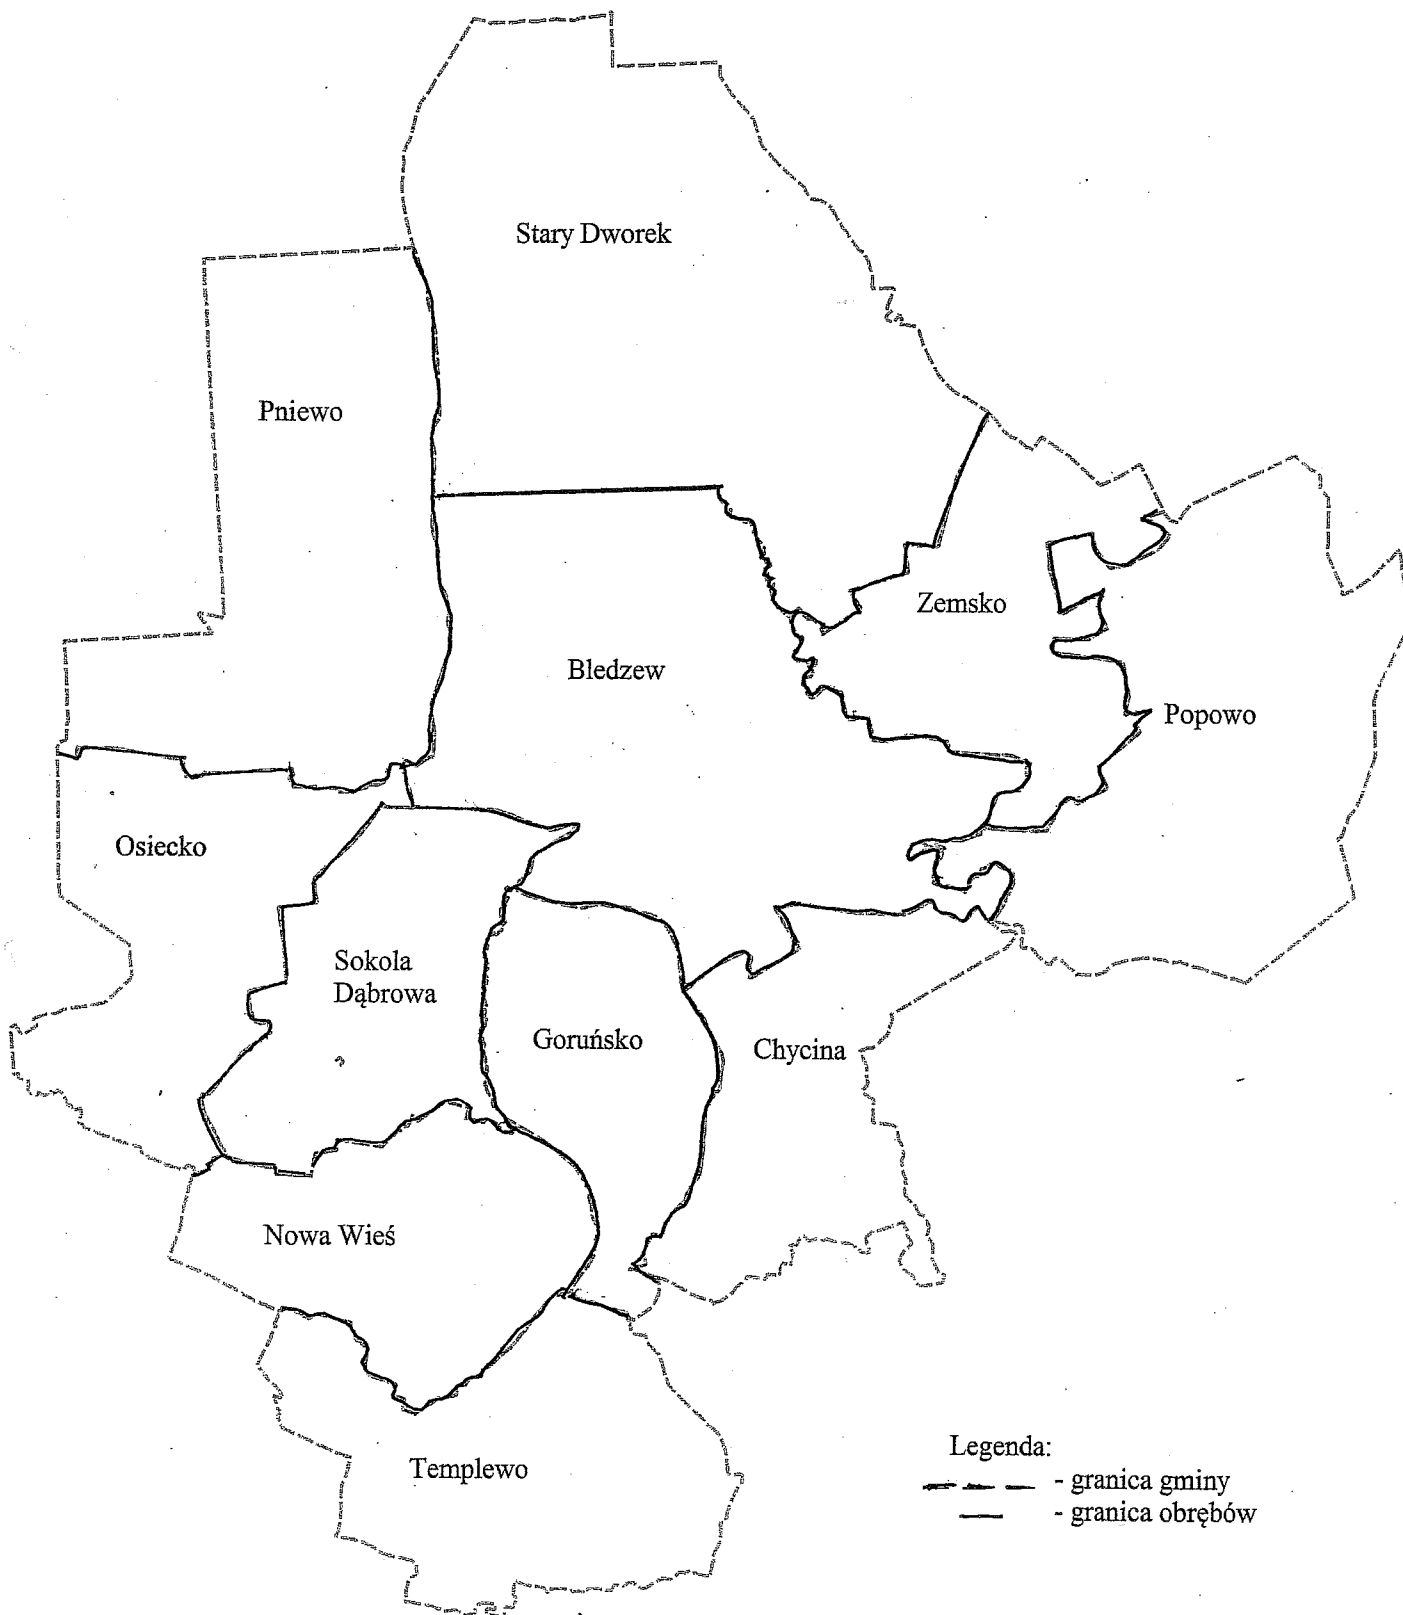 Stary Dworek
Pniewo
Zemsko
Bledzew
Popowo
Osiecko
Sokola
Dąbrowa
Goruńsko
Chycina
Nowa Wieś
Templewo
Legenda:
- granica gminy
- granica obrębów